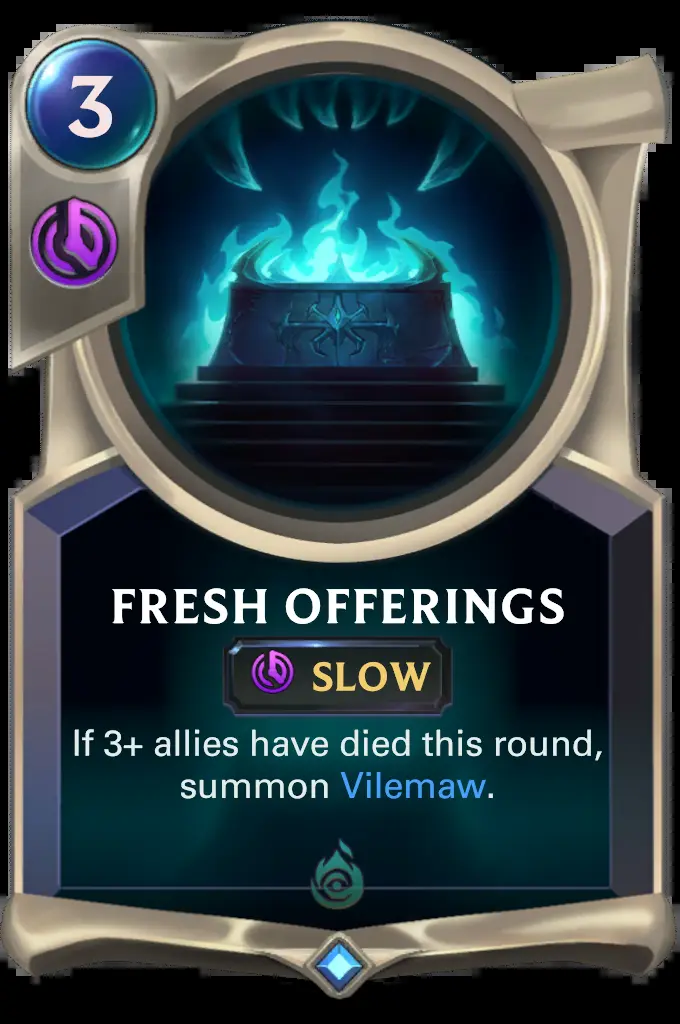 3
FRESH OFFERINGS
SLOW
If 3+ allies have died this round,
summon Vilemaw.